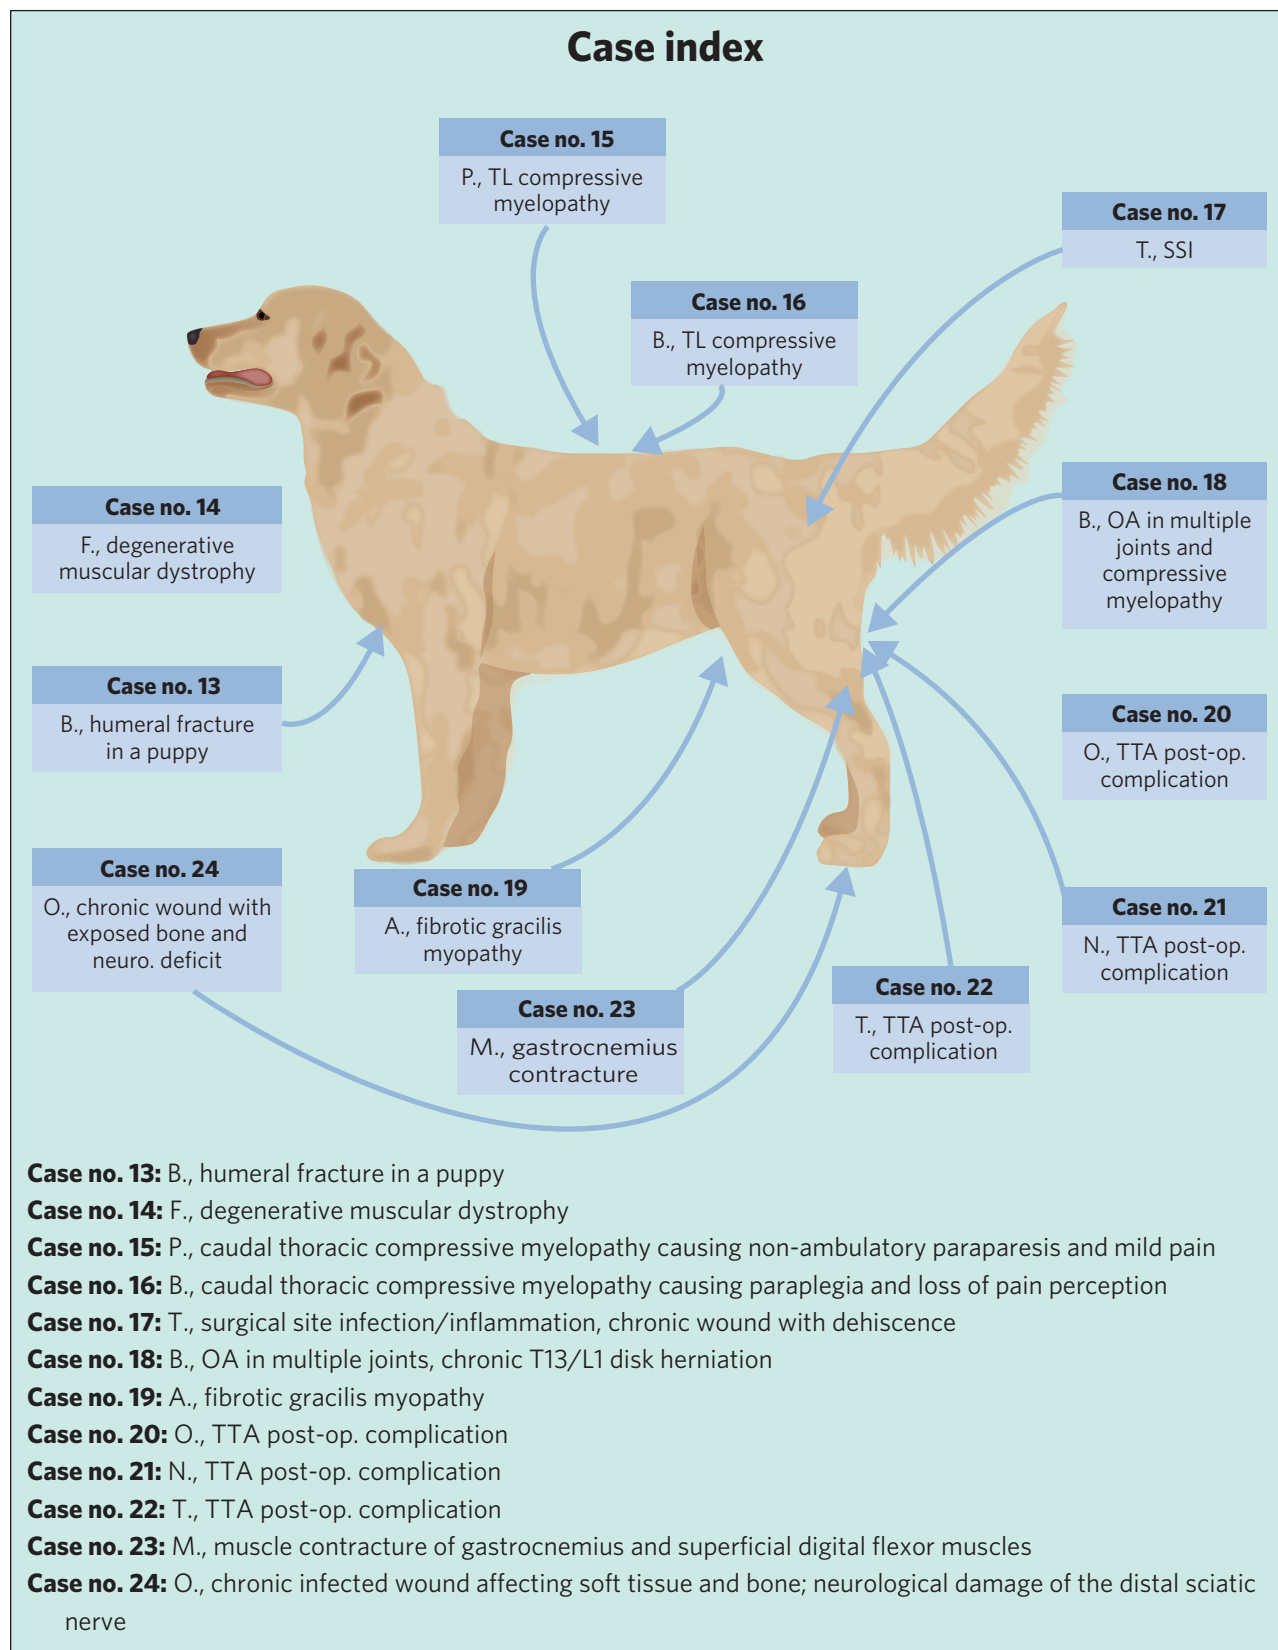 Case index
Case no. 15
P., TL compressive
myelopathy
Case no. 17
T., SSI
Case no. 16
B., TL compressive
myelopathy
Case no. 14
F., degenerative
muscular dystrophy
Case no. 18
B., OA in multiple
joints and
compressive
myelopathy
Case no. 13
B., humeral fracture
in a puppy
Case no. 20
O., TTA post-op.
complication
Case no. 24
O., chronic wound with
exposed bone and
neuro. deficit
Case no. 19
A., fibrotic gracilis
myopathy
Case no. 21
N., TTA post-op.
complication
Case no. 22
T., TTA post-op.
complication
Case no. 23
M., gastrocnemius
contracture
Case no. 13: B., humeral fracture in a puppy
Case no. 14: F., degenerative muscular dystrophy
Case no. 15: P., caudal thoracic compressive myelopathy causing non-ambulatory paraparesis and mild pain
Case no. 16: B., caudal thoracic compressive myelopathy causing paraplegia and loss of pain perception
Case no. 17: T., surgical site infection/inflammation, chronic wound with dehiscence
Case no. 18: B., OA in multiple joints, chronic T13/L1 disk herniation
Case no. 19: A., fibrotic gracilis myopathy
Case no. 20: O., TTA post-op. complication
Case no. 21: N., TTA post-op. complication
Case no. 22: T., TTA post-op. complication
Case no. 23: M., muscle contracture of gastrocnemius and superficial digital flexor muscles
Case no. 24: O., chronic infected wound affecting soft tissue and bone; neurological damage of the distal sciatic
nerve